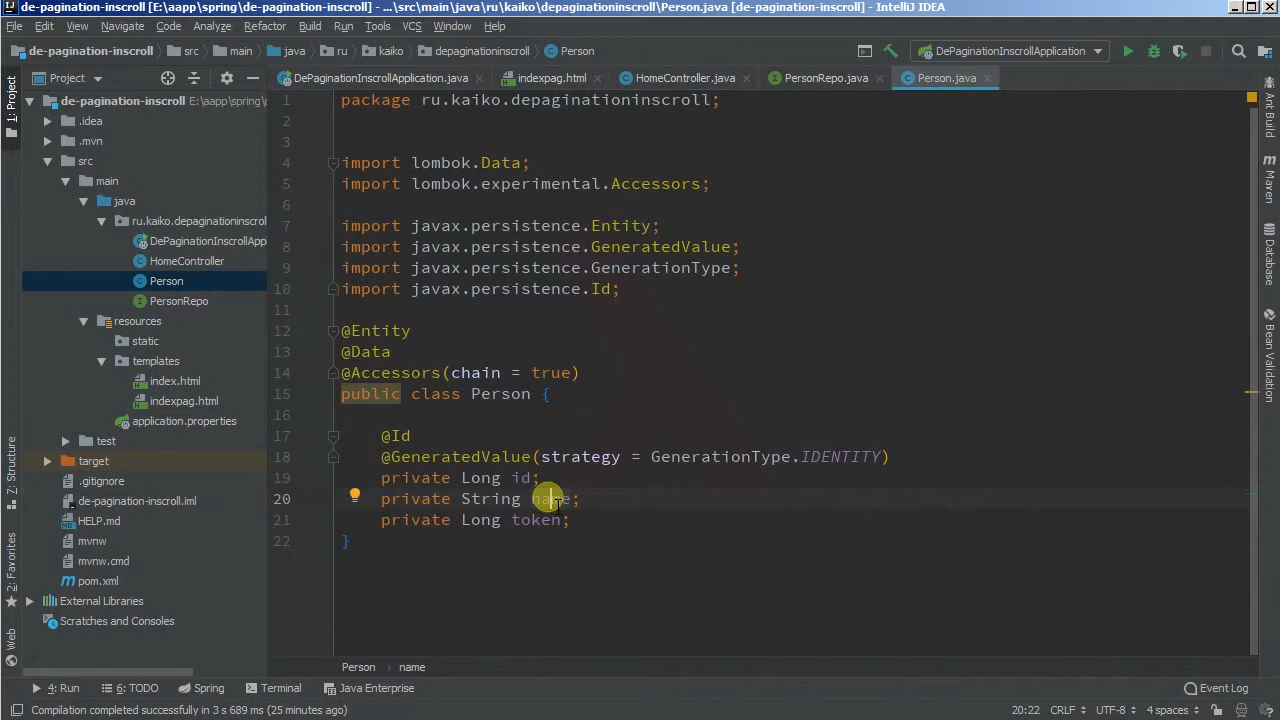 de-pagination-inscroll [E:\aapp\spring\de-pagination-inscroll] - ...\src\main\java\ru\kaiko\depaginationinscroll\Person.java [de-pagination-inscroll] - IntelliJ IDEA
File Edit View Navigate Code Analyze Refactor Build Run Tools VCS Window Help
de-pagination-inscroll src main java ru kaiko depaginationinscroll Person DePaginationInscrollApplication
Project DePaginationInscrollApplication.java indexpag.html HomeController.java PersonRepo.java Person.java
1: Project
de-pagination-inscroll E:\aapp\spring\
.idea
.mvn
src
main
java
ru.kaiko.depaginationinscroll
DePaginationInscrollApp
HomeController
Person
PersonRepo
resources
static
templates
index.html
indexpag.html
application.properties
test
target
.gitignore
de-pagination-inscroll.iml
HELP.md
mvnw
mvnw.cmd
pom.xml
External Libraries
Scratches and Consoles
7: Structure
2: Favorites
Web
1 package ru.kaiko.depaginationinscroll;
2
3
4 import lombok.Data;
5 import lombok.experimental.Accessors;
6
7 import javax.persistence.Entity;
8 import javax.persistence.GeneratedValue;
9 import javax.persistence.GenerationType;
10 import javax.persistence.Id;
11
12 @Entity
13 @Data
14 @Accessors(chain = true)
15 public class Person {
16
17 @Id
18 @GeneratedValue(strategy = GenerationType.IDENTITY)
19 private Long id;
20 private String name;
21 private Long token;
22 }
Ant Build
Maven
Database
Bean Validation
Person name
4: Run 6: TODO Spring Terminal Java Enterprise Event Log
Compilation completed successfully in 3 s 689 ms (25 minutes ago) 20:22 CRLF UTF-8 4 spaces